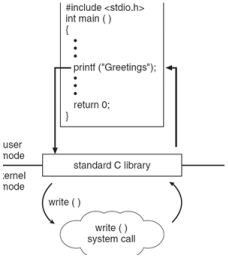 #include <stdio.h>
int main ( )
{
printf ("Greetings");
return 0;
}
user
mode
standard C library
kernel
mode
write ( )
write ( )
system call